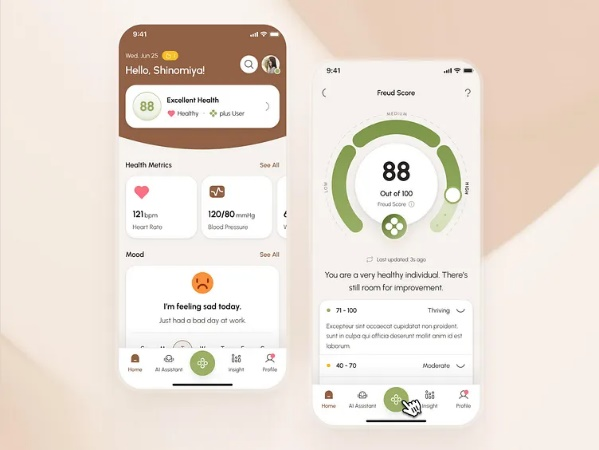 9:41
Wed, Jun 25
Hello, Shinomiya!
88
Excellent Health
Healthy
plus User
Health Metrics
See All
121 bpm
Heart Rate
120/80 mmHg
Blood Pressure
Mood
See All
I'm feeling sad today.
Just had a bad day at work.
Home
AI Assistant
Insight
Profile
9:41
Freud Score
?
MEDIUM
LOW
HIGH
88
Out of 100
Freud Score
Last updated: 3s ago
You are a very healthy individual. There's
still room for improvement.
71 - 100
Thriving
Excepteur sint occaecat cupidatat non proident,
sunt in culpa qui officia deserunt mollit anim id est
laborum.
40 - 70
Moderate
Home
AI Assistant
Insight
Profile